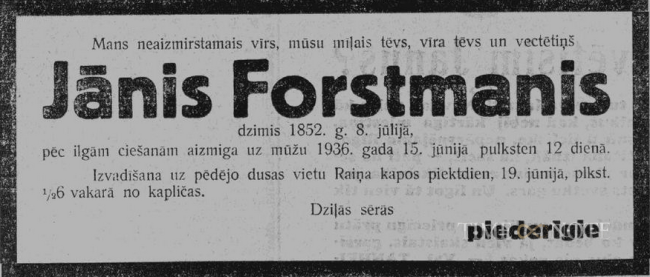 Mans neaizmirstamais vīrs, mūsu mīļais tēvs, vīra tēvs un vectētiņš
Jānis Forstmanis
dzimis 1852. g. 8. jūlijā,
pēc ilgām ciešanām aizmiga uz mūžu 1936. gada 15. jūnijā pulksten 12 dienā.
Izvadīšana uz pēdējo dusas vietu Raiņa kapos piektdien, 19. jūnijā, plkst.
½6 vakarā no kapličas.
Dziļās sērās
piederīgie